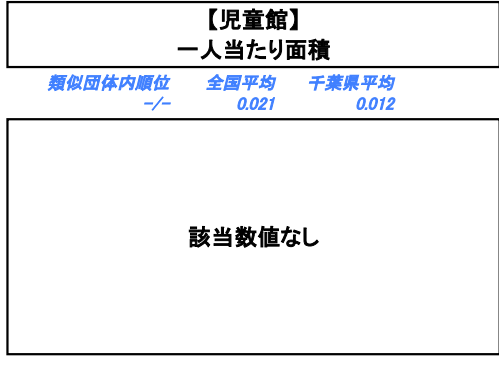 【児童館】
一人当たり面積
類似団体内順位 全国平均 千葉県平均
-/- 0.021 0.012
該当数値なし